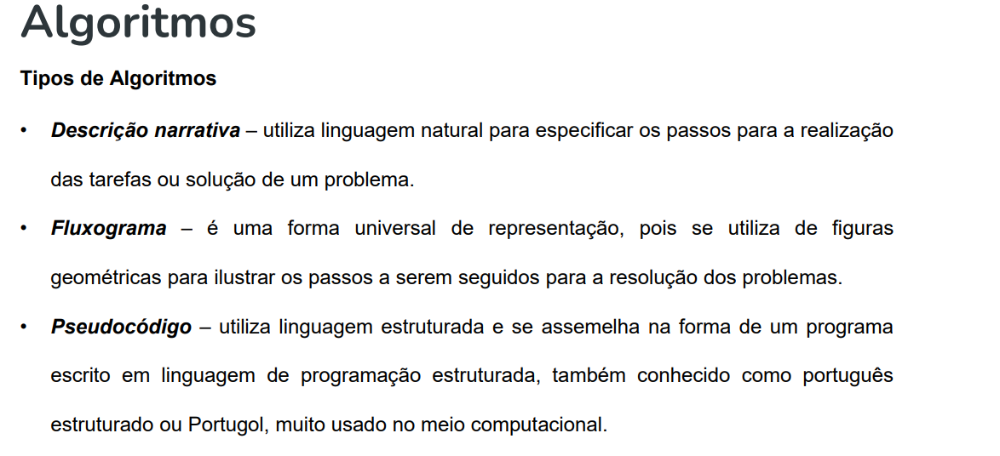 Algoritmos
Tipos de Algoritmos
• Descrição narrativa – utiliza linguagem natural para especificar os passos para a realização
das tarefas ou solução de um problema.
• Fluxograma – é uma forma universal de representação, pois se utiliza de figuras
geométricas para ilustrar os passos a serem seguidos para a resolução dos problemas.
• Pseudocódigo – utiliza linguagem estruturada e se assemelha na forma de um programa
escrito em linguagem de programação estruturada, também conhecido como português
estruturado ou Portugol, muito usado no meio computacional.